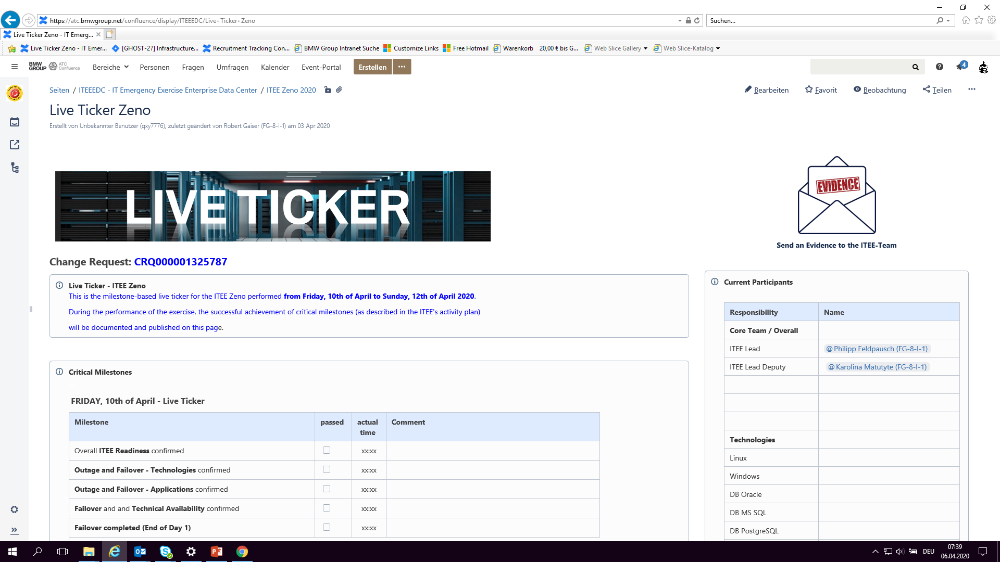 https://atc.bmwgroup.net/confluence/display/ITEEEDC/Live+Ticker+Zeno
Suchen...
Live Ticker Zeno - IT Emerg...
Live Ticker Zeno - IT Emer...
[GHOST-27] Infrastructure...
Recruitment Tracking Con...
BMW Group Intranet Suche
Customize Links
Free Hotmail
Warenkorb
20,00 € bis G...
Web Slice Gallery
Web Slice-Katalog
BMW GROUP
ATC Confluence
Bereiche
Personen
Fragen
Umfragen
Kalender
Event-Portal
Erstellen
4
Seiten / ITEEEDC - IT Emergency Exercise Enterprise Data Center / ITEE Zeno 2020
Bearbeiten
Favorit
Beobachtung
Teilen
Live Ticker Zeno
Erstellt von Unbekannter Benutzer (qxy7776), zuletzt geändert von Robert Gaiser (FG-8-I-1) am 03 Apr 2020
LIVE TICKER
EVIDENCE
Send an Evidence to the ITEE-Team
Change Request: CRQ000001325787
Live Ticker - ITEE Zeno
This is the milestone-based live ticker for the ITEE Zeno performed from Friday, 10th of April to Sunday, 12th of April 2020.
During the performance of the exercise, the successful achievement of critical milestones (as described in the ITEE's activity plan)
will be documented and published on this page.
Critical Milestones
FRIDAY, 10th of April - Live Ticker
Milestone passed actual time Comment
Overall ITEE Readiness confirmed xx:xx
Outage and Failover - Technologies confirmed xx:xx
Outage and Failover - Applications confirmed xx:xx
Failover and and Technical Availability confirmed xx:xx
Failover completed (End of Day 1) xx:xx
Current Participants
Responsibility Name
Core Team / Overall
ITEE Lead @Philipp Feldpausch (FG-8-I-1)
ITEE Lead Deputy @Karolina Matutyte (FG-8-I-1)
Technologies
Linux
Windows
DB Oracle
DB MS SQL
DB PostgreSQL
DEU
07:39
06.04.2020